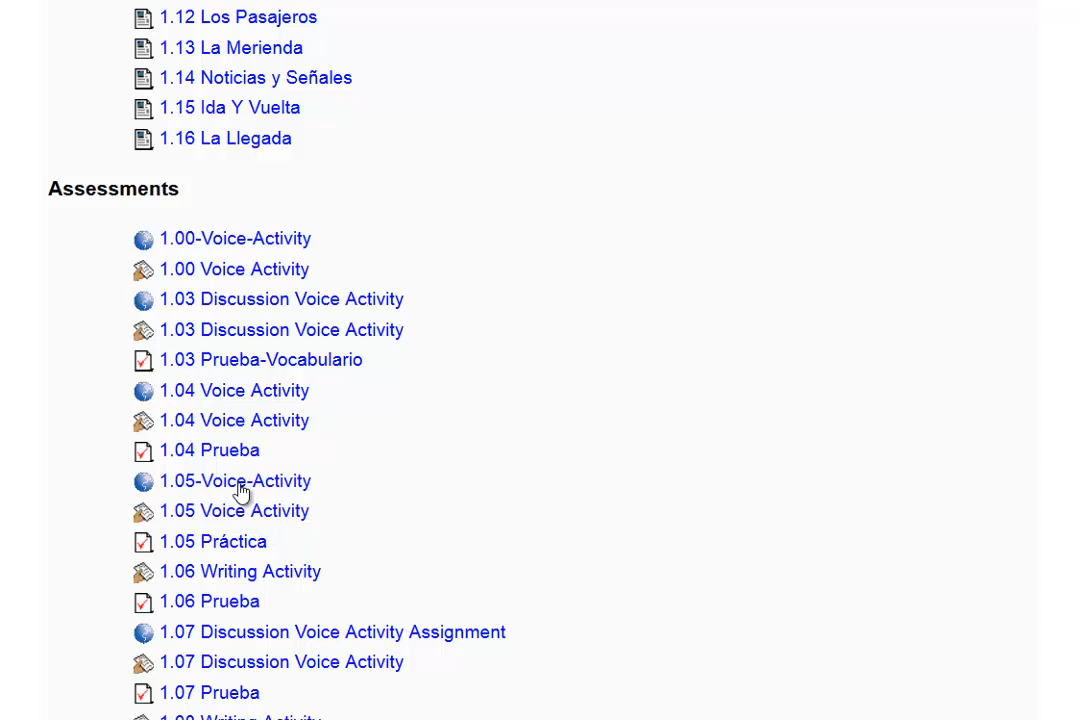 1.12 Los Pasajeros
1.13 La Merienda
1.14 Noticias y Señales
1.15 Ida Y Vuelta
1.16 La Llegada
Assessments
1.00-Voice-Activity
1.00 Voice Activity
1.03 Discussion Voice Activity
1.03 Discussion Voice Activity
1.03 Prueba-Vocabulario
1.04 Voice Activity
1.04 Voice Activity
1.04 Prueba
1.05-Voice-Activity
1.05 Voice Activity
1.05 Práctica
1.06 Writing Activity
1.06 Prueba
1.07 Discussion Voice Activity Assignment
1.07 Discussion Voice Activity
1.07 Prueba
1.08 Writing Activity